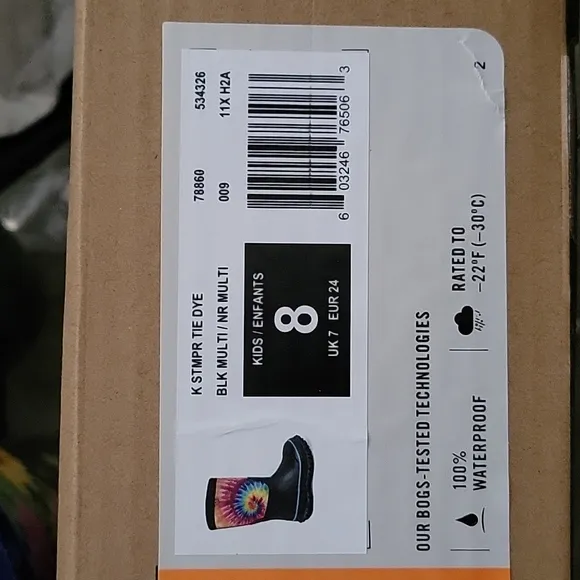 K STMPR TIE DYE 78860 534326
BLK MULTI / NR MULTI 009 11X H2A
KIDS / ENFANTS
8
UK 7 EUR 24
6 03246 76506 3
OUR BOGS-TESTED TECHNOLOGIES
100%
WATERPROOF
RATED TO
-22°F (-30°C)
2